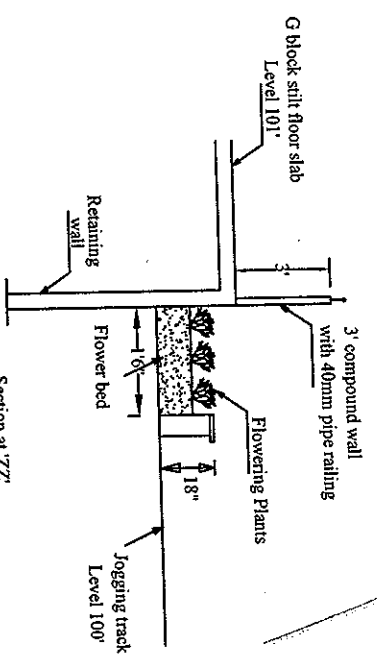 G block stilt floor slab
Level 101'
3'
3' compound wall
with 40mm pipe railing
Flowering Plants
18"
Retaining
wall
16"
Flower bed
Jogging track
Level 100'
Section at 'ZZ'